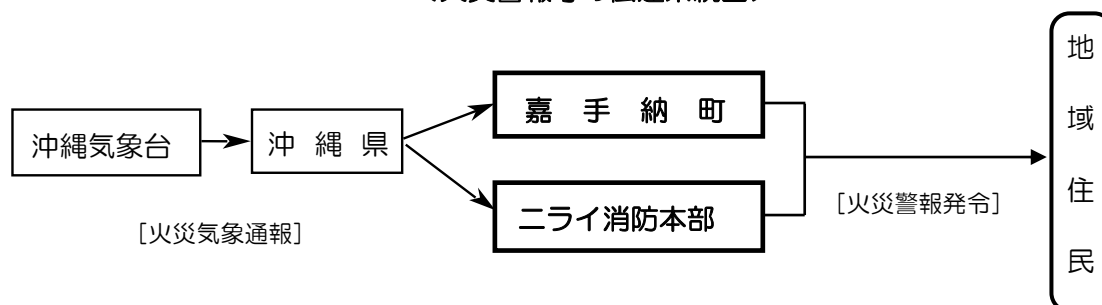 沖縄気象台
沖 縄 県
嘉 手 納 町
ニライ消防本部
[火災気象通報]
[火災警報発令]
地
域
住
民